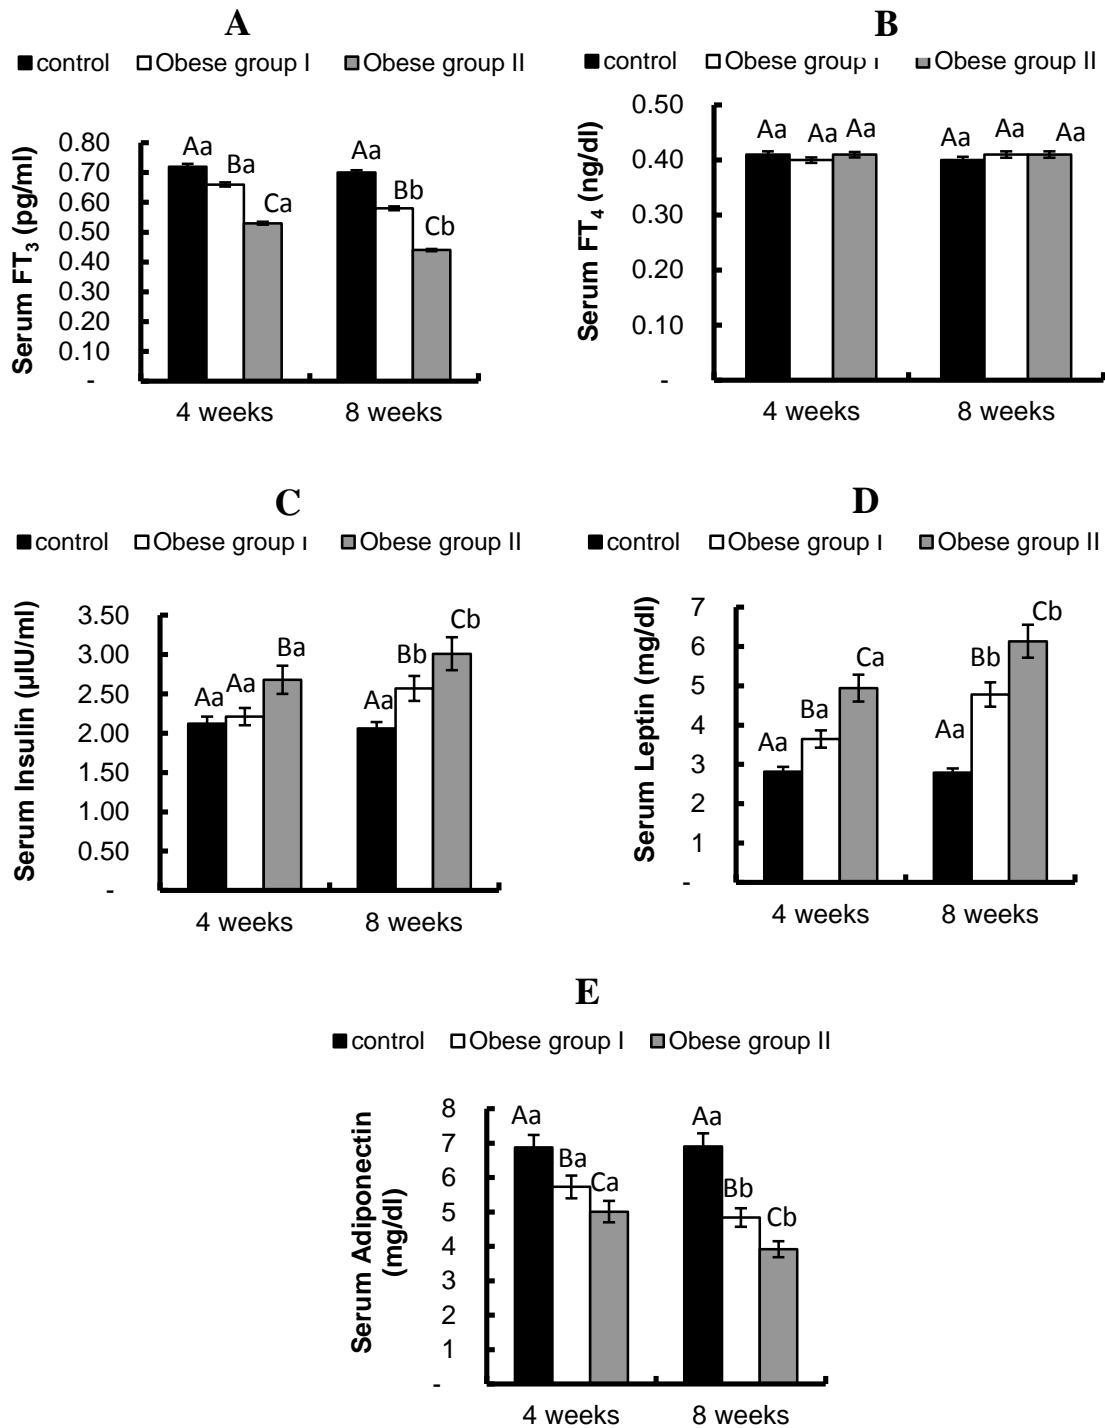 A
control Obese group I Obese group II
Serum FT3 (pg/ml)
0.80
0.70
0.60
0.50
0.40
0.30
0.20
0.10
-
Aa Ba Ca Aa Bb Cb
4 weeks 8 weeks
B
control Obese group I Obese group II
Serum FT4 (ng/dl)
0.50
0.40
0.30
0.20
0.10
-
Aa Aa Aa Aa Aa Aa
4 weeks 8 weeks
C
control Obese group I Obese group II
Serum Insulin (µIU/ml)
3.50
3.00
2.50
2.00
1.50
1.00
0.50
-
Aa Aa Ba Aa Bb Cb
4 weeks 8 weeks
D
control Obese group I Obese group II
Serum Leptin (mg/dl)
7
6
5
4
3
2
1
-
Aa Ba Ca Aa Bb Cb
4 weeks 8 weeks
E
control Obese group I Obese group II
Serum Adiponectin
(mg/dl)
8
7
6
5
4
3
2
1
-
Aa Ba Ca Aa Bb Cb
4 weeks 8 weeks